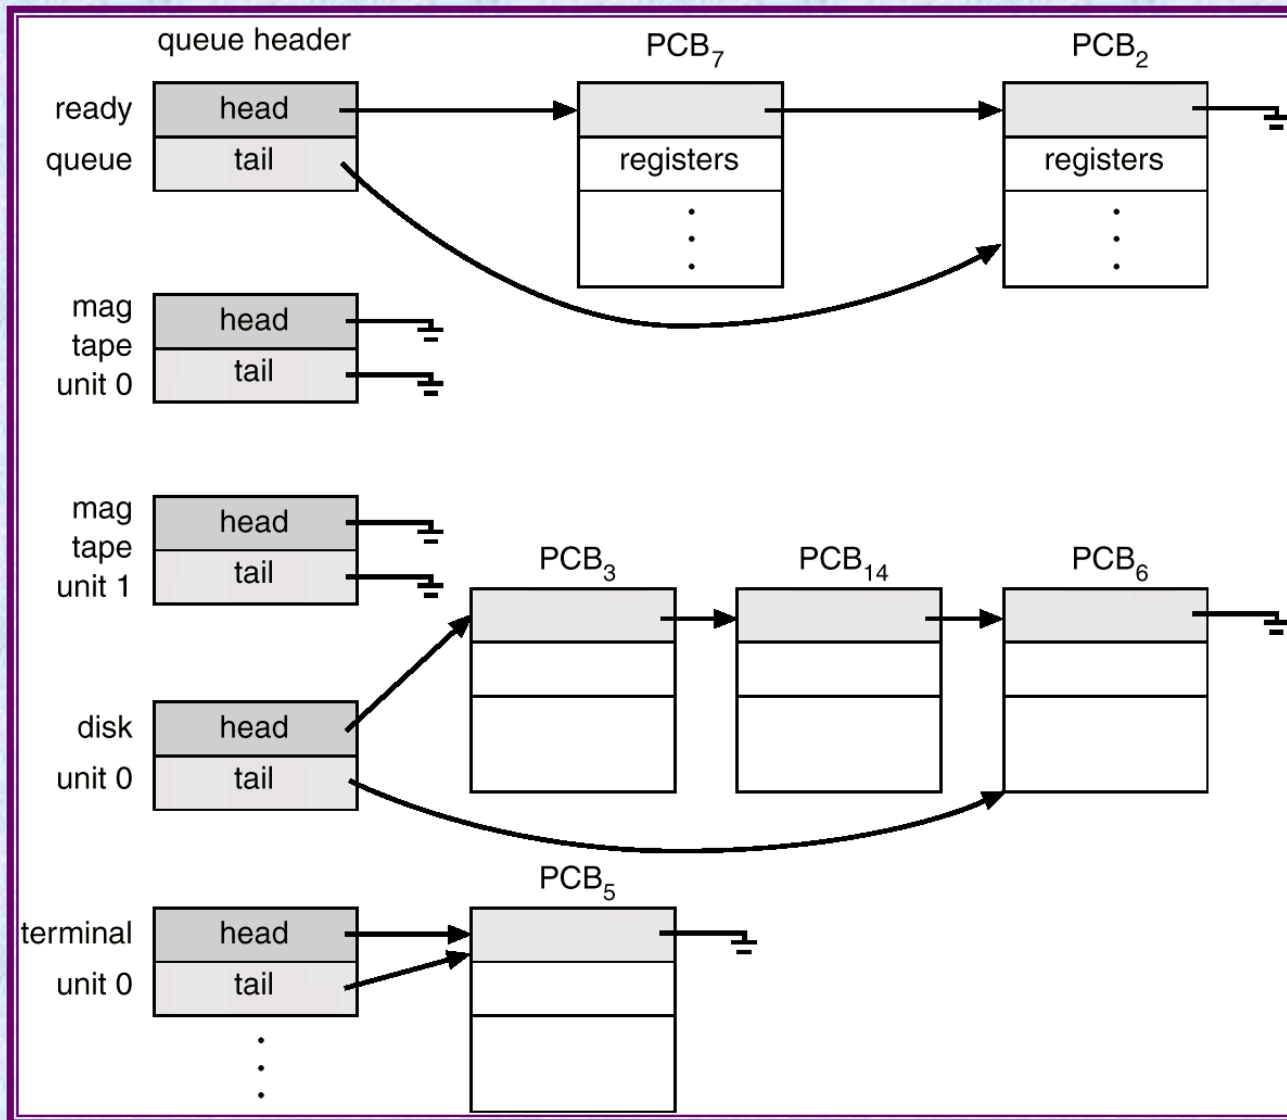 queue header
PCB7
PCB2
ready
head
queue
tail
registers
registers
mag
tape
unit 0
head
tail
mag
tape
unit 1
head
tail
PCB3
PCB14
PCB6
disk
head
unit 0
tail
PCB5
terminal
head
unit 0
tail